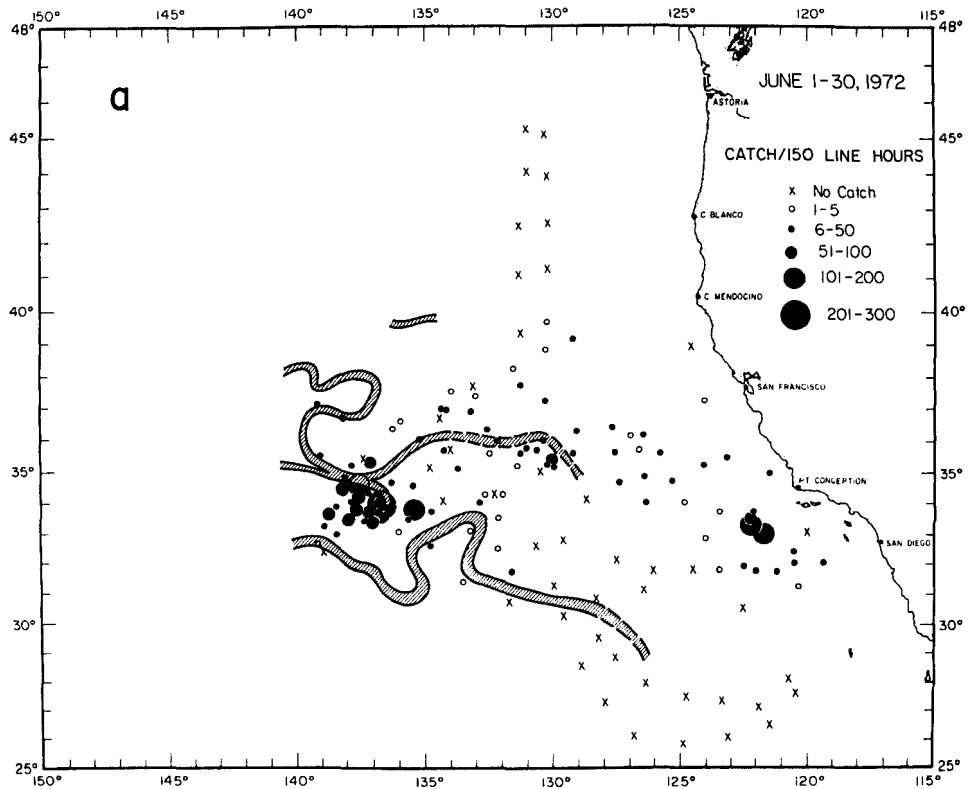 150° 145° 140° 135° 130° 125° 120° 115°
48° 48°
a
JUNE 1-30, 1972
ASTORIA
45° 45°
CATCH/150 LINE HOURS
x No Catch
1-5
6-50
51-100
101-200
201-300
C BLANCO
C MENDOCINO
40° 40°
SAN FRANCISCO
35° 35°
PT CONCEPTION
SAN DIEGO
30° 30°
25° 25°
150° 145° 140° 135° 130° 125° 120° 115°